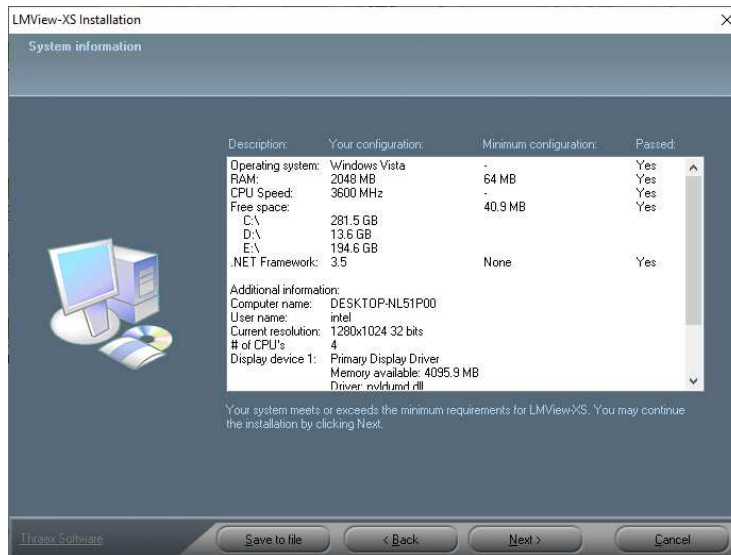 LMView-XS Installation
System information
Description: Your configuration: Minimum configuration: Passed:
Operating system: Windows Vista - Yes
RAM: 2048 MB 64 MB Yes
CPU Speed: 3600 MHz - Yes
Free space: 40.9 MB Yes
C:\ 281.5 GB
D:\ 13.6 GB
E:\ 194.6 GB
.NET Framework: 3.5 None Yes
Additional information:
Computer name: DESKTOP-NL51P00
User name: intel
Current resolution: 1280x1024 32 bits
# of CPU's 4
Display device 1: Primary Display Driver
Memory available: 4095.9 MB
Driver: nvldumd.dll
Your system meets or exceeds the minimum requirements for LMView-XS. You may continue
the installation by clicking Next.
Thraex Software
Save to file < Back Next > Cancel